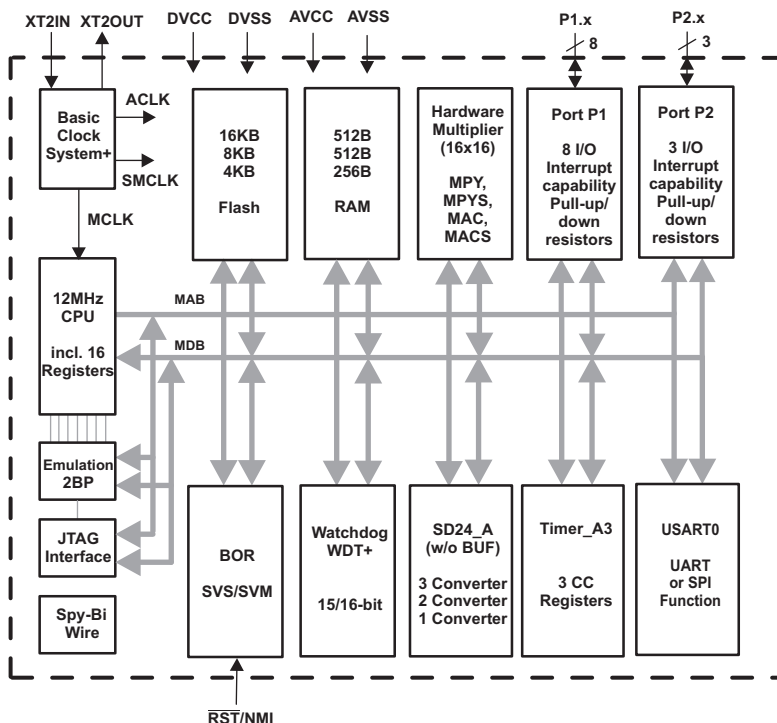 XT2IN XT2OUT DVCC DVSS AVCC AVSS P1.x P2.x
8 3
Basic
Clock
System+
ACLK
SMCLK
MCLK
16KB
8KB
4KB
Flash
512B
512B
256B
RAM
Hardware
Multiplier
(16x16)
MPY,
MPYS,
MAC,
MACS
Port P1
8 I/O
Interrupt
capability
Pull-up/
down
resistors
Port P2
3 I/O
Interrupt
capability
Pull-up/
down
resistors
12MHz
CPU
incl. 16
Registers
MAB
MDB
Emulation
2BP
JTAG
Interface
Spy-Bi
Wire
BOR
SVS/SVM
Watchdog
WDT+
15/16-bit
SD24_A
(w/o BUF)
3 Converter
2 Converter
1 Converter
Timer_A3
3 CC
Registers
USART0
UART
or SPI
Function
RST/NMI